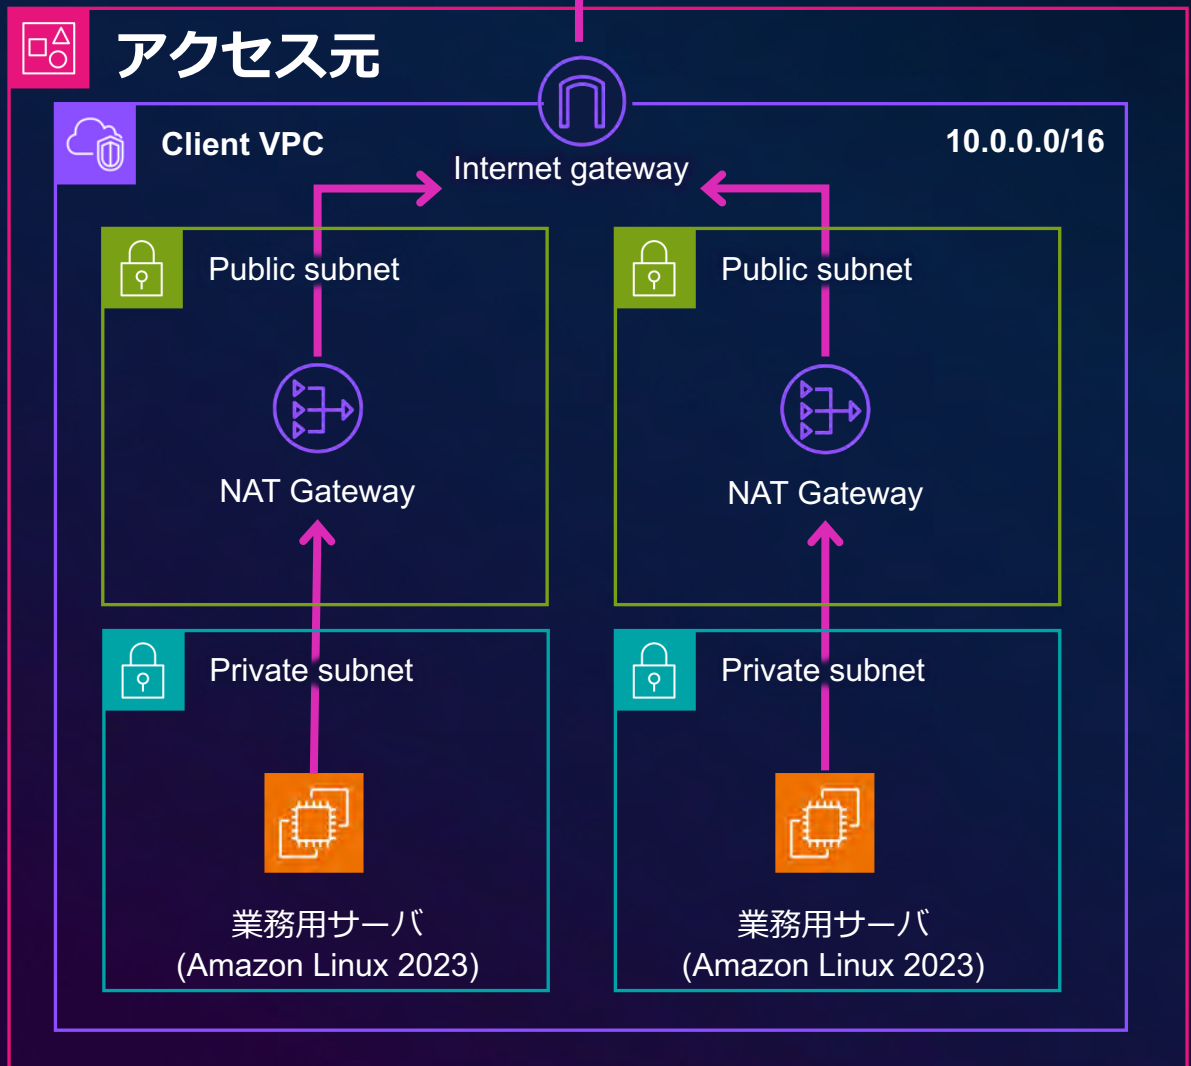 アクセス元
Client VPC
10.0.0.0/16
Internet gateway
Public subnet
Public subnet
NAT Gateway
NAT Gateway
Private subnet
Private subnet
業務用サーバ
(Amazon Linux 2023)
業務用サーバ
(Amazon Linux 2023)